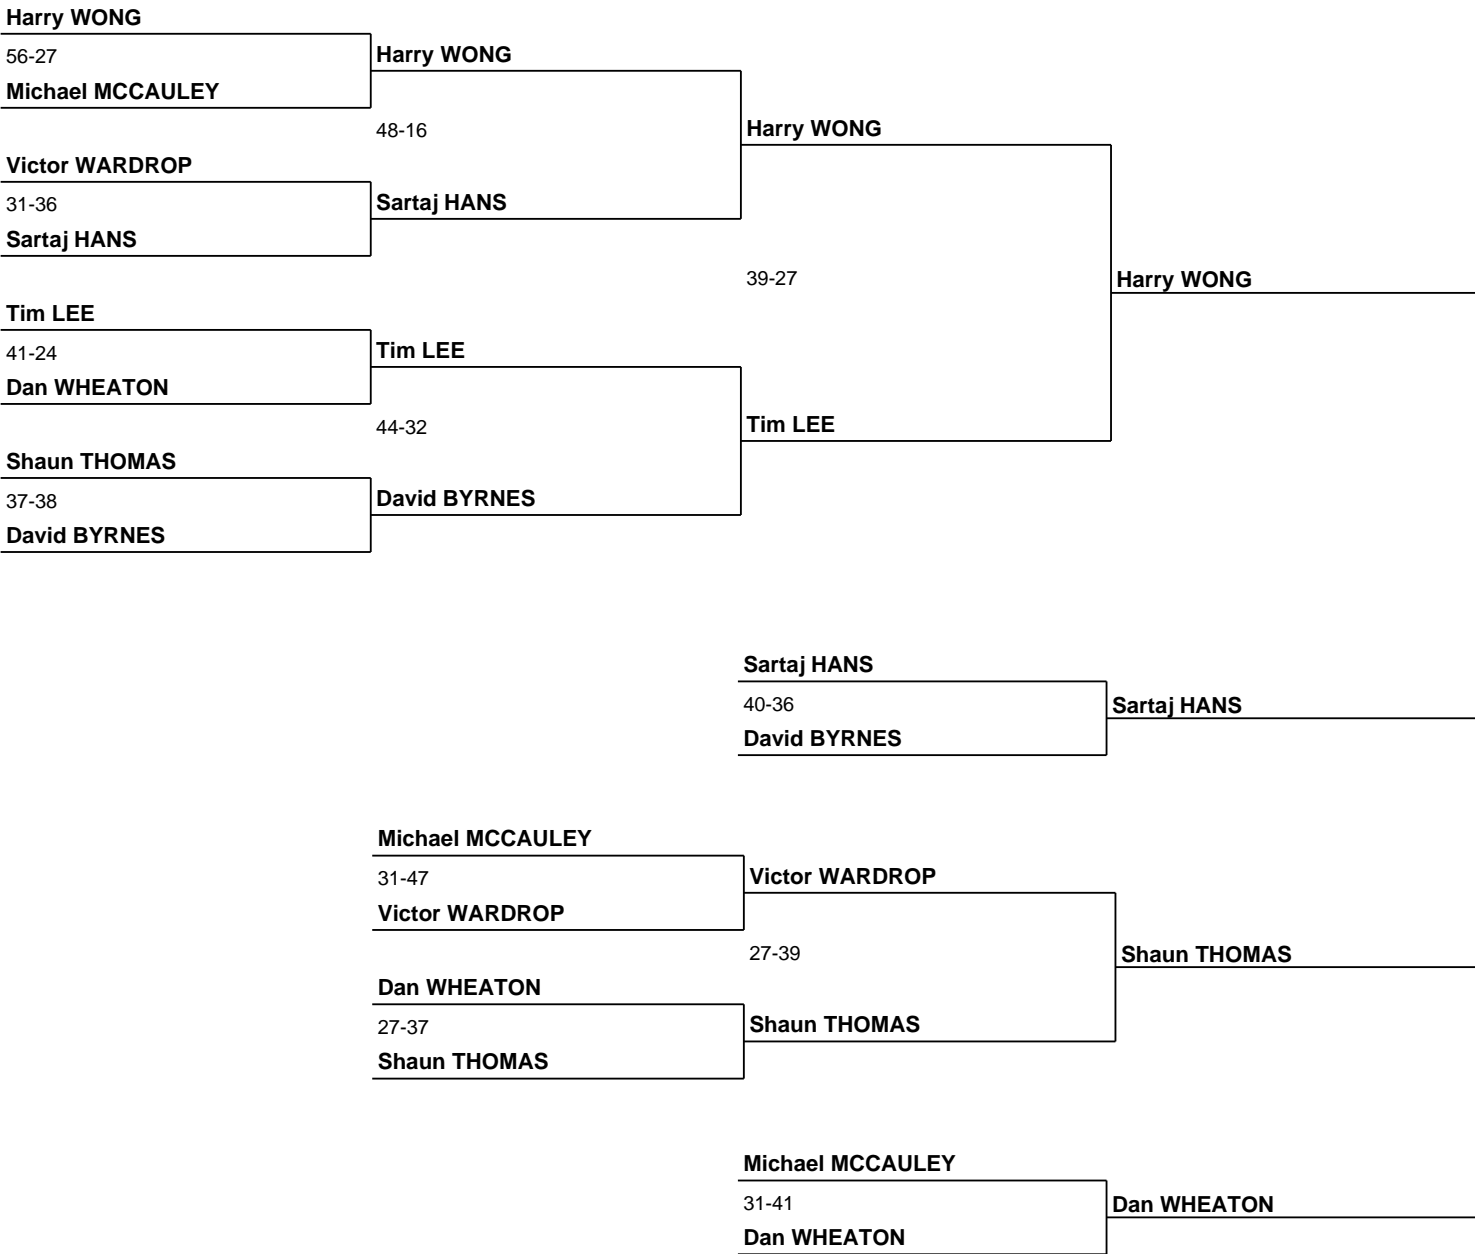 Harry WONG
56-27
Michael MCCAULEY
Harry WONG
48-16
Victor WARDROP
31-36
Sartaj HANS
Sartaj HANS
Harry WONG
39-27
Harry WONG
Tim LEE
41-24
Dan WHEATON
Tim LEE
44-32
Shaun THOMAS
37-38
David BYRNES
David BYRNES
Tim LEE
Sartaj HANS
40-36
David BYRNES
Sartaj HANS
Michael MCCAULEY
31-47
Victor WARDROP
Victor WARDROP
27-39
Shaun THOMAS
Dan WHEATON
27-37
Shaun THOMAS
Shaun THOMAS
Michael MCCAULEY
31-41
Dan WHEATON
Dan WHEATON